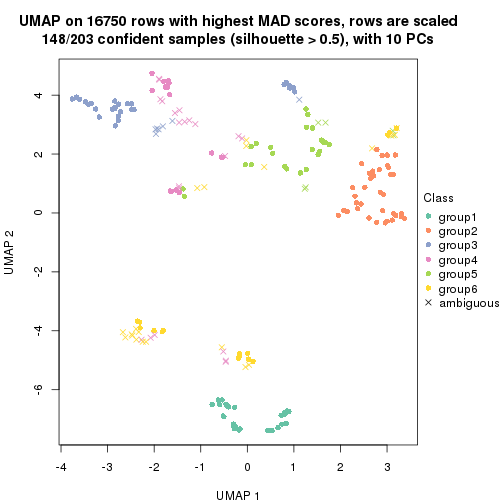 UMAP on 16750 rows with highest MAD scores, rows are scaled
148/203 confident samples (silhouette > 0.5), with 10 PCs
4
2
0
-2
-4
-6
UMAP 2
-4
-3
-2
-1
0
1
2
3
UMAP 1
Class
group1
group2
group3
group4
group5
group6
ambiguous